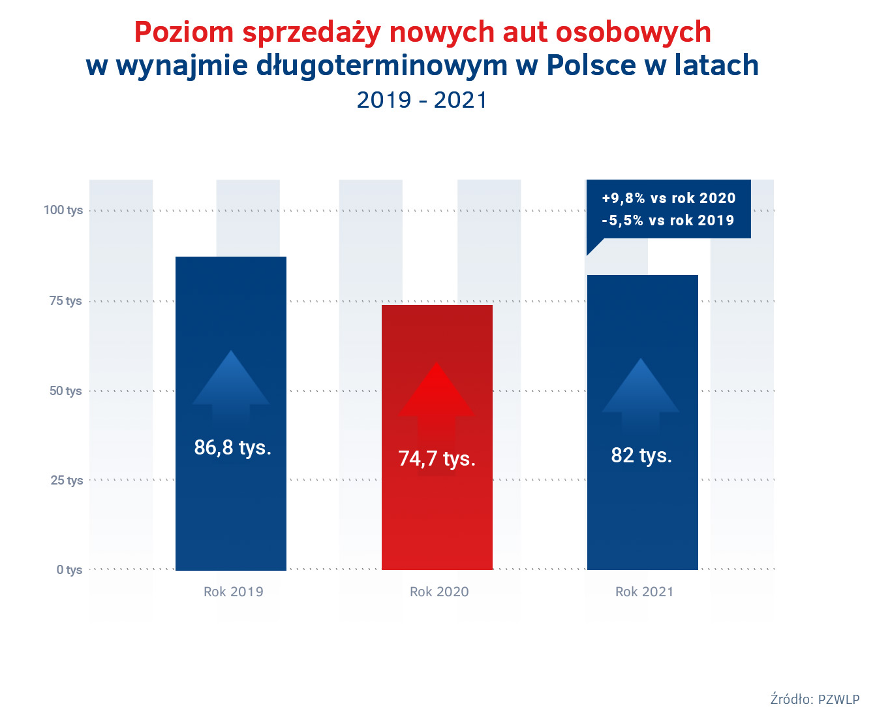 Poziom sprzedaży nowych aut osobowych
w wynajmie długoterminowym w Polsce w latach
2019 - 2021
+9,8% vs rok 2020
-5,5% vs rok 2019
100 tys
75 tys
50 tys
25 tys
0 tys
86,8 tys.
74,7 tys.
82 tys.
Rok 2019
Rok 2020
Rok 2021
Źródło: PZWLP